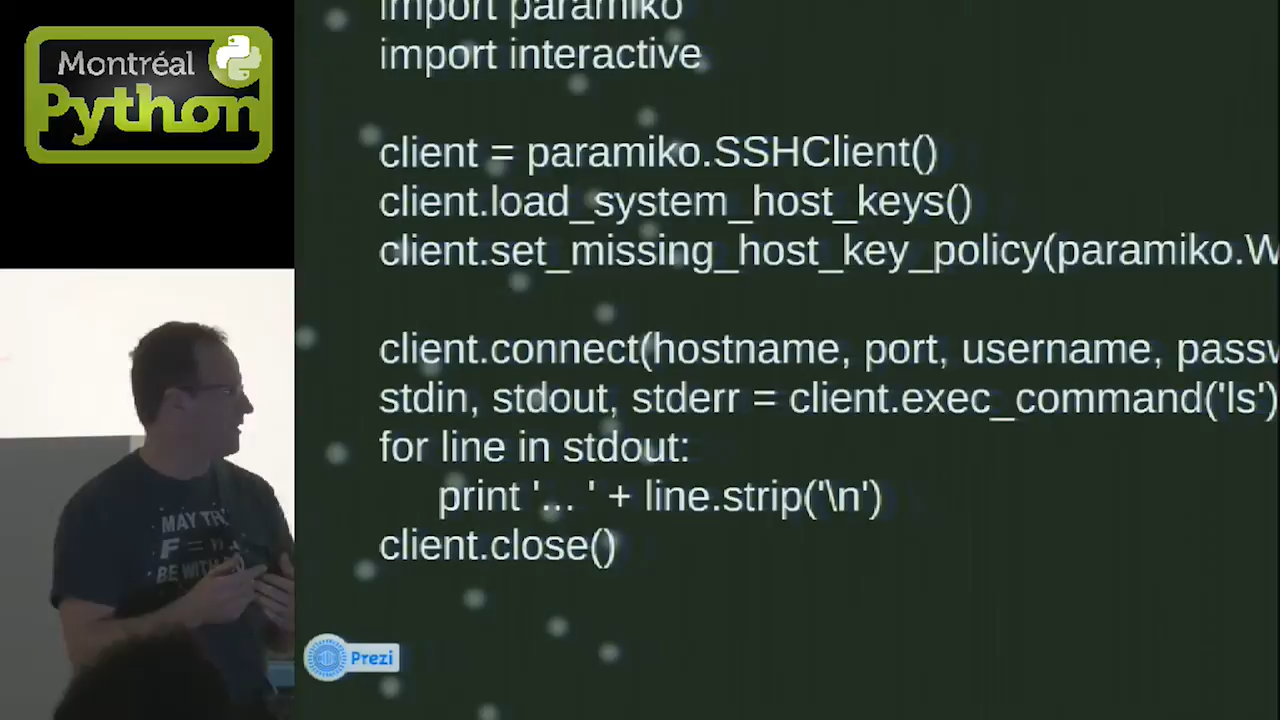 Montréal
Python
import paramiko
import interactive
client = paramiko.SSHClient()
client.load_system_host_keys()
client.set_missing_host_key_policy(paramiko.W
client.connect(hostname, port, username, passw
stdin, stdout, stderr = client.exec_command('ls')
for line in stdout:
print '... ' + line.strip('\n')
client.close()
MAY
F =
BE WITH
Prezi